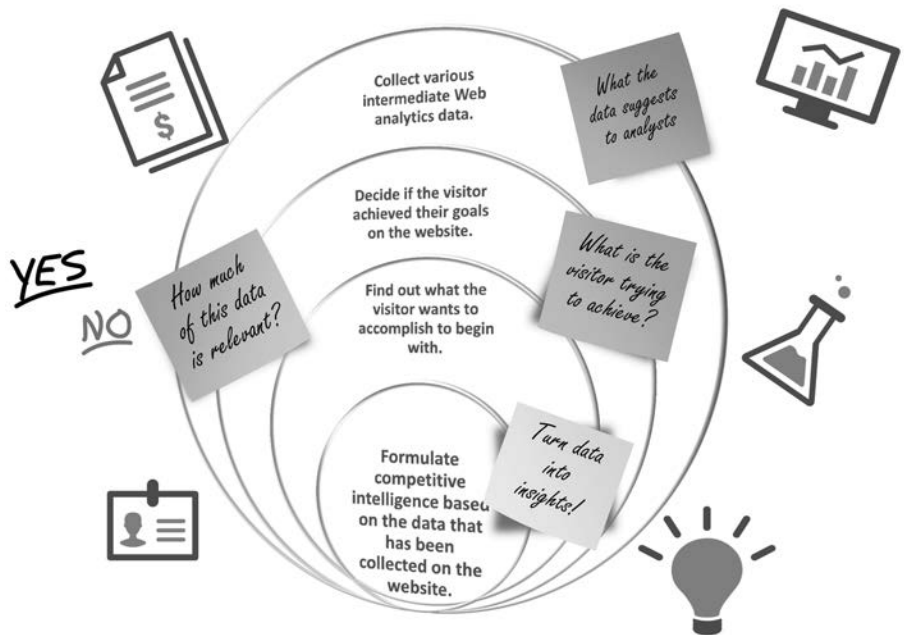 Collect various
intermediate Web
analytics data.
What the
data suggests
to analysts
$
Decide if the visitor
achieved their goals
on the website.
What is the
visitor trying
to achieve?
YES
NO
How much
of this data
is relevant?
Find out what the
visitor wants to
accomplish to begin
with.
Turn data
into
insights!
Formulate
competitive
intelligence based
on the data that
has been
collected on the
website.